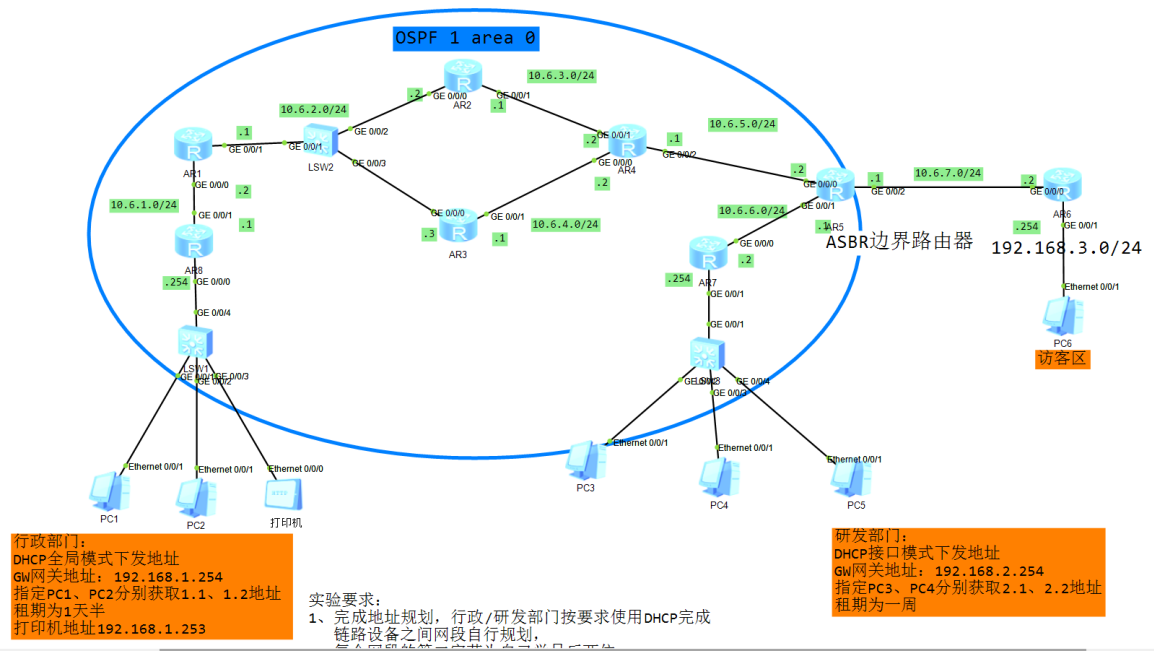 OSPF 1 area 0
10.6.3.0/24
.2
GE 0/0/0
GE 0/0/1
AR2
.1
10.6.2.0/24
GE 0/0/2
.1
GE 0/0/1
GE 0/0/1
LSW2
GE 0/0/3
AR1
GE 0/0/0
.2
10.6.1.0/24
GE 0/0/1
.1
AR8
.254
GE 0/0/0
GE 0/0/4
GE 0/0/1
.2
.1
GE 0/0/2
GE 0/0/0
AR4
.2
10.6.5.0/24
GE 0/0/0
GE 0/0/1
.3
.1
AR3
10.6.4.0/24
.2
GE 0/0/0
.1
GE 0/0/2
10.6.7.0/24
.2
GE 0/0/0
GE 0/0/1
10.6.6.0/24
.1
AR5
ASBR边界路由器
AR6
.254
GE 0/0/1
192.168.3.0/24
GE 0/0/0
.2
.254
AR7
GE 0/0/1
GE 0/0/1
Ethernet 0/0/1
PC6
访客区
LSW1
GE 0/0/1
GE 0/0/2
GE 0/0/3
GE 0/0/2
GE 0/0/3
GE 0/0/4
Ethernet 0/0/1
Ethernet 0/0/1
Ethernet 0/0/0
Ethernet 0/0/1
Ethernet 0/0/1
Ethernet 0/0/1
PC1
PC2
打印机
PC3
PC4
PC5
行政部门:
DHCP全局模式下发地址
GW网关地址: 192.168.1.254
指定PC1、PC2分别获取1.1、1.2地址
租期为1天半
打印机地址192.168.1.253
实验要求:
1、完成地址规划，行政/研发部门按要求使用DHCP完成
链路设备之间网段自行规划，
研发部门:
DHCP接口模式下发地址
GW网关地址: 192.168.2.254
指定PC3、PC4分别获取2.1、2.2地址
租期为一周